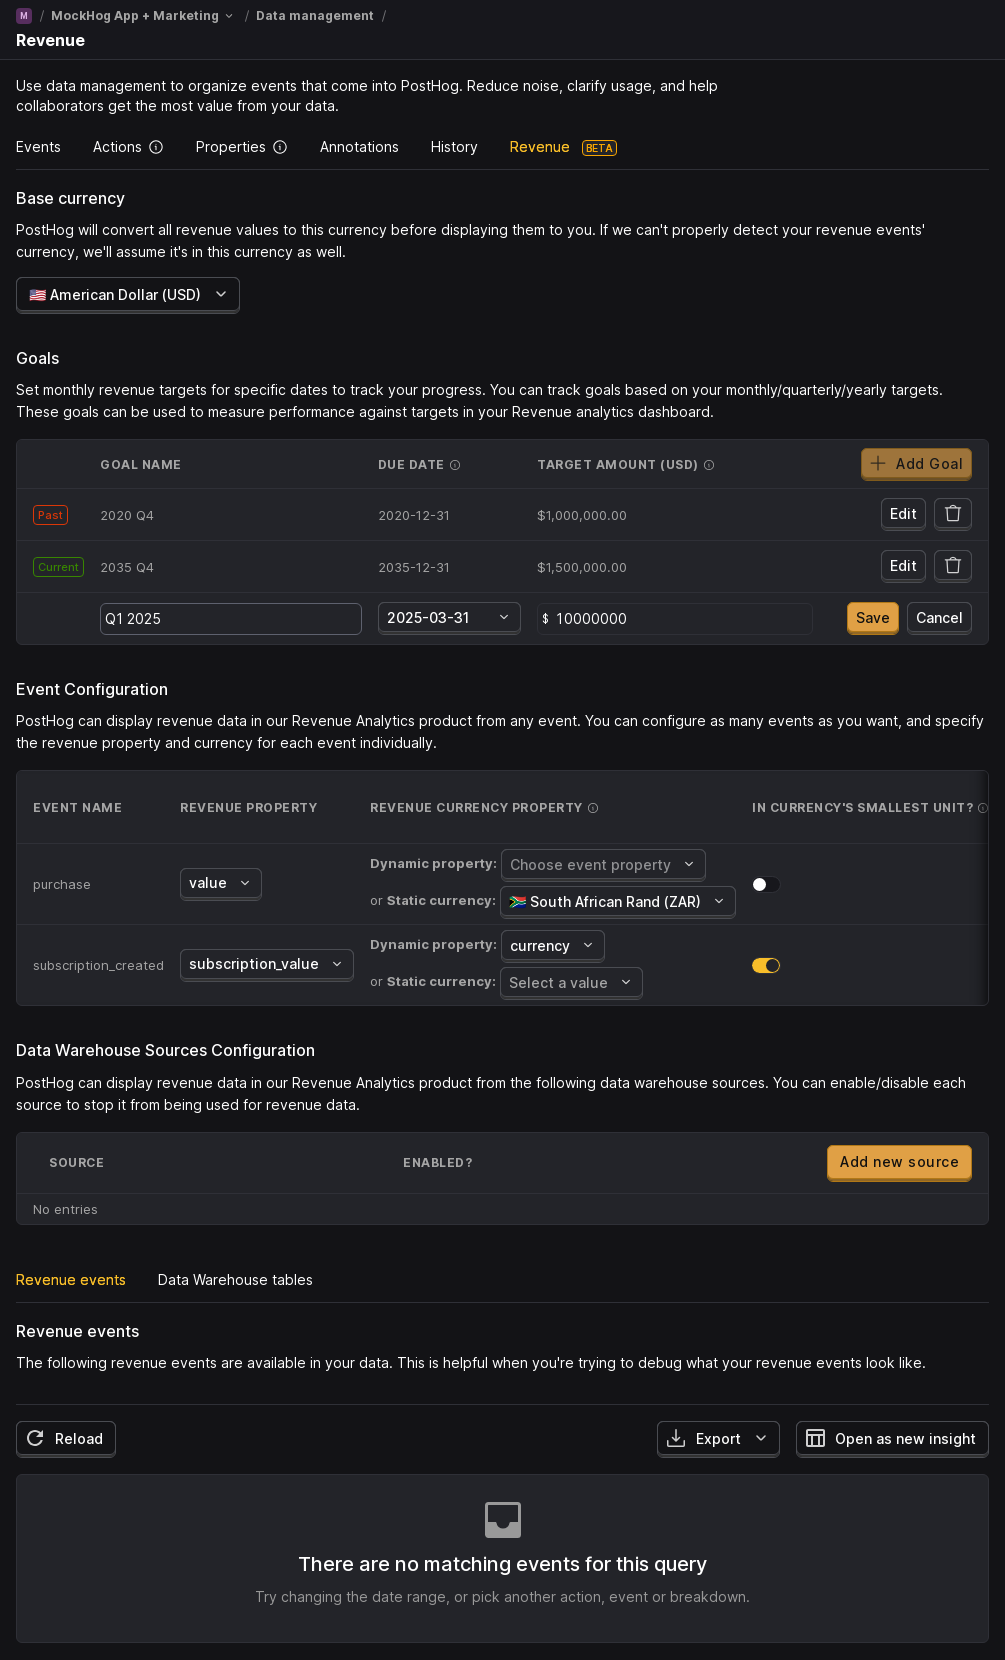 M / MockHog App + Marketing / Data management /
Revenue
Use data management to organize events that come into PostHog. Reduce noise, clarify usage, and help
collaborators get the most value from your data.
Events Actions Properties Annotations History Revenue BETA
Base currency
PostHog will convert all revenue values to this currency before displaying them to you. If we can't properly detect your revenue events'
currency, we'll assume it's in this currency as well.
🇺🇸 American Dollar (USD)
Goals
Set monthly revenue targets for specific dates to track your progress. You can track goals based on your monthly/quarterly/yearly targets.
These goals can be used to measure performance against targets in your Revenue analytics dashboard.
GOAL NAME DUE DATE TARGET AMOUNT (USD) Add Goal
Past 2020 Q4 2020-12-31 $1,000,000.00 Edit
Current 2035 Q4 2035-12-31 $1,500,000.00 Edit
Q1 2025 2025-03-31 $ 10000000 Save Cancel
Event Configuration
PostHog can display revenue data in our Revenue Analytics product from any event. You can configure as many events as you want, and specify
the revenue property and currency for each event individually.
EVENT NAME REVENUE PROPERTY REVENUE CURRENCY PROPERTY IN CURRENCY'S SMALLEST UNIT?
purchase value Dynamic property: Choose event property
or Static currency: 🇿🇦 South African Rand (ZAR)
subscription_created subscription_value Dynamic property: currency
or Static currency: Select a value
Data Warehouse Sources Configuration
PostHog can display revenue data in our Revenue Analytics product from the following data warehouse sources. You can enable/disable each
source to stop it from being used for revenue data.
SOURCE ENABLED? Add new source
No entries
Revenue events Data Warehouse tables
Revenue events
The following revenue events are available in your data. This is helpful when you're trying to debug what your revenue events look like.
Reload Export Open as new insight
There are no matching events for this query
Try changing the date range, or pick another action, event or breakdown.